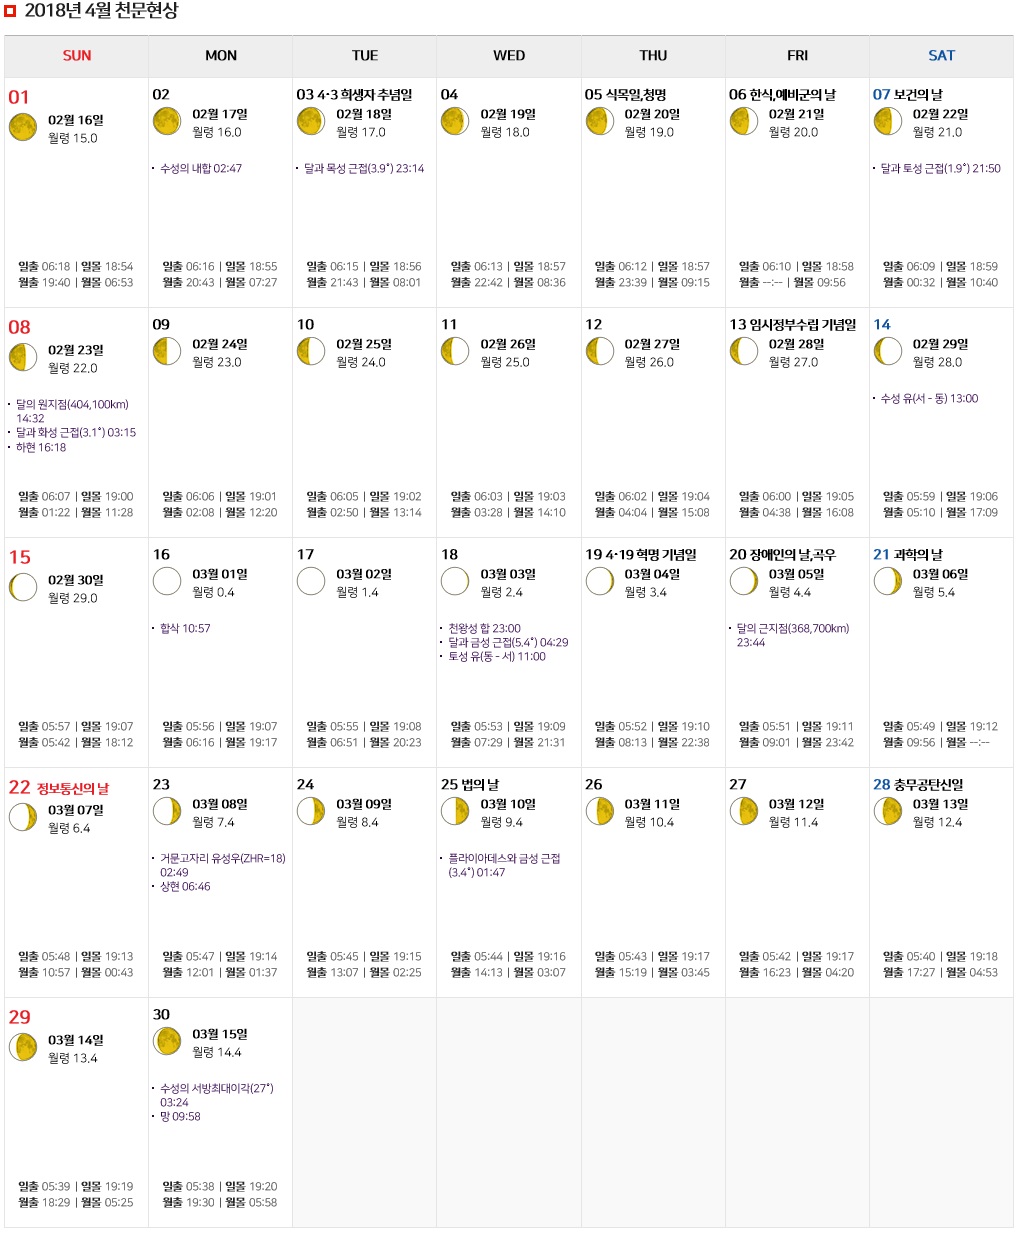 2018년 4월 천문현상
SUN MON TUE WED THU FRI SAT
01
02월 16일
월령 15.0
일출 06:18 | 일몰 18:54
월출 19:40 | 월몰 06:53
02
02월 17일
월령 16.0
· 수성의 내합 02:47
일출 06:16 | 일몰 18:55
월출 20:43 | 월몰 07:27
03 4·3 희생자 추념일
02월 18일
월령 17.0
· 달과 목성 근접(3.9˚) 23:14
일출 06:15 | 일몰 18:56
월출 21:43 | 월몰 08:01
04
02월 19일
월령 18.0
일출 06:13 | 일몰 18:57
월출 22:42 | 월몰 08:36
05 식목일,청명
02월 20일
월령 19.0
일출 06:12 | 일몰 18:57
월출 23:39 | 월몰 09:15
06 한식,예비군의 날
02월 21일
월령 20.0
일출 06:10 | 일몰 18:58
월출 --:-- | 월몰 09:56
07 보건의 날
02월 22일
월령 21.0
· 달과 토성 근접(1.9˚) 21:50
일출 06:09 | 일몰 18:59
월출 00:32 | 월몰 10:40
08
02월 23일
월령 22.0
· 달의 원지점(404,100km)
14:32
· 달과 화성 근접(3.1˚) 03:15
· 하현 16:18
일출 06:07 | 일몰 19:00
월출 01:22 | 월몰 11:28
09
02월 24일
월령 23.0
일출 06:06 | 일몰 19:01
월출 02:08 | 월몰 12:20
10
02월 25일
월령 24.0
일출 06:05 | 일몰 19:02
월출 02:50 | 월몰 13:14
11
02월 26일
월령 25.0
일출 06:03 | 일몰 19:03
월출 03:28 | 월몰 14:10
12
02월 27일
월령 26.0
일출 06:02 | 일몰 19:04
월출 04:04 | 월몰 15:08
13 임시정부수립 기념일
02월 28일
월령 27.0
일출 06:00 | 일몰 19:05
월출 04:38 | 월몰 16:08
14
02월 29일
월령 28.0
· 수성 유(서 - 동) 13:00
일출 05:59 | 일몰 19:06
월출 05:10 | 월몰 17:09
15
02월 30일
월령 29.0
일출 05:57 | 일몰 19:07
월출 05:42 | 월몰 18:12
16
03월 01일
월령 0.4
· 합삭 10:57
일출 05:56 | 일몰 19:07
월출 06:16 | 월몰 19:17
17
03월 02일
월령 1.4
일출 05:55 | 일몰 19:08
월출 06:51 | 월몰 20:23
18
03월 03일
월령 2.4
· 천왕성 합 23:00
· 달과 금성 근접(5.4˚) 04:29
· 토성 유(동 - 서) 11:00
일출 05:53 | 일몰 19:09
월출 07:29 | 월몰 21:31
19 4·19 혁명 기념일
03월 04일
월령 3.4
일출 05:52 | 일몰 19:10
월출 08:13 | 월몰 22:38
20 장애인의 날,곡우
03월 05일
월령 4.4
· 달의 근지점(368,700km)
23:44
일출 05:51 | 일몰 19:11
월출 09:01 | 월몰 23:42
21 과학의 날
03월 06일
월령 5.4
일출 05:49 | 일몰 19:12
월출 09:56 | 월몰 --:--
22 정보통신의 날
03월 07일
월령 6.4
일출 05:48 | 일몰 19:13
월출 10:57 | 월몰 00:43
23
03월 08일
월령 7.4
· 거문고자리 유성우(ZHR=18)
02:49
· 상현 06:46
일출 05:47 | 일몰 19:14
월출 12:01 | 월몰 01:37
24
03월 09일
월령 8.4
일출 05:45 | 일몰 19:15
월출 13:07 | 월몰 02:25
25 법의 날
03월 10일
월령 9.4
· 플라이아데스와 금성 근접
(3.4˚) 01:47
일출 05:44 | 일몰 19:16
월출 14:13 | 월몰 03:07
26
03월 11일
월령 10.4
일출 05:43 | 일몰 19:17
월출 15:19 | 월몰 03:45
27
03월 12일
월령 11.4
일출 05:42 | 일몰 19:17
월출 16:23 | 월몰 04:20
28 충무공탄신일
03월 13일
월령 12.4
일출 05:40 | 일몰 19:18
월출 17:27 | 월몰 04:53
29
03월 14일
월령 13.4
일출 05:39 | 일몰 19:19
월출 18:29 | 월몰 05:25
30
03월 15일
월령 14.4
· 수성의 서방최대이각(27˚)
03:24
· 망 09:58
일출 05:38 | 일몰 19:20
월출 19:30 | 월몰 05:58